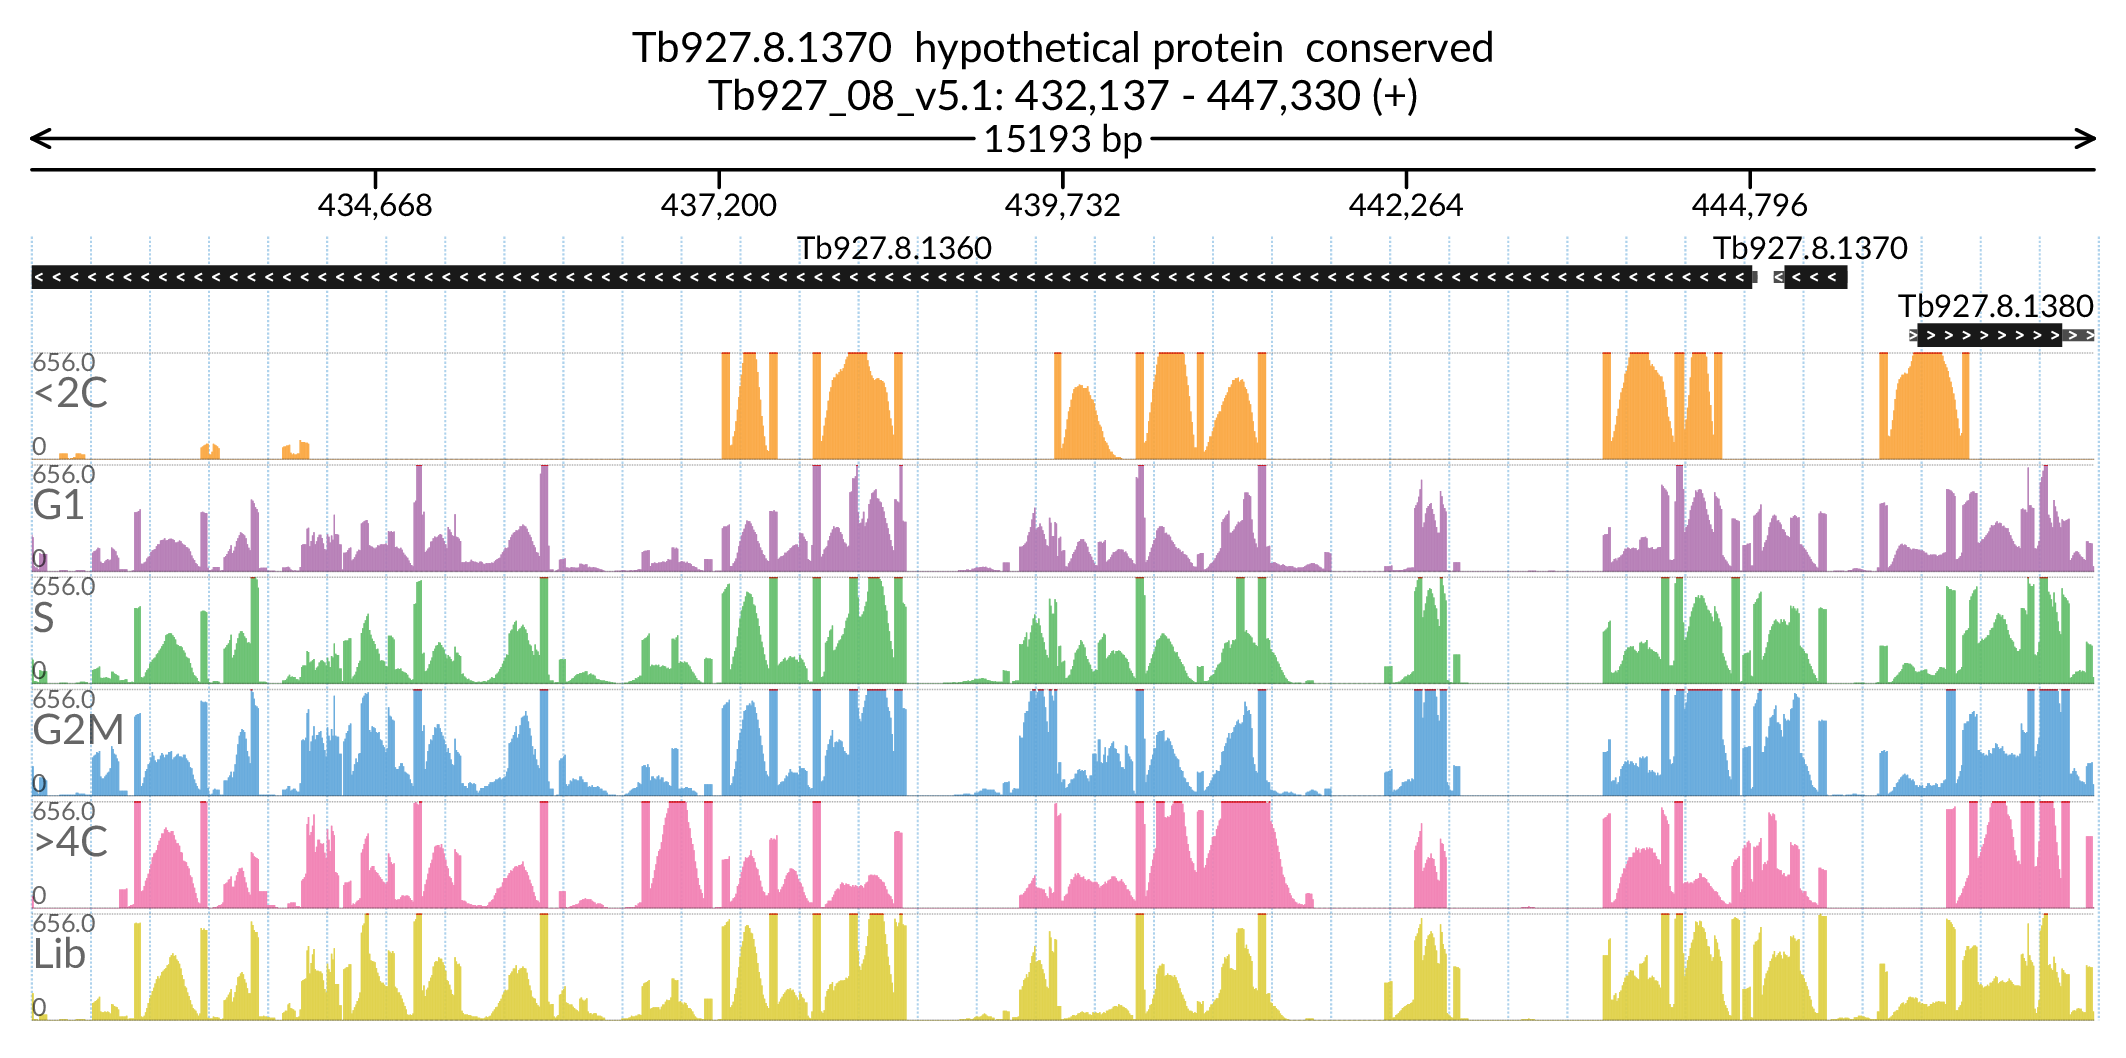 Tb927.8.1370 hypothetical protein conserved
Tb927_08_v5.1: 432,137 - 447,330 (+)
15193 bp
434,668 437,200 439,732 442,264 444,796
Tb927.8.1360 Tb927.8.1370
Tb927.8.1380
656.0
<2C
0
656.0
G1
0
656.0
S
0
656.0
G2M
0
656.0
>4C
0
656.0
Lib
0